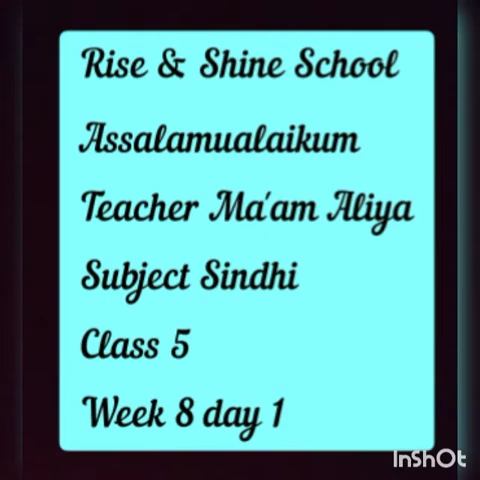 Rise & Shine School
Assalamualaikum
Teacher Ma'am Aliya
Subject Sindhi
Class 5
Week 8 day 1
InShOt